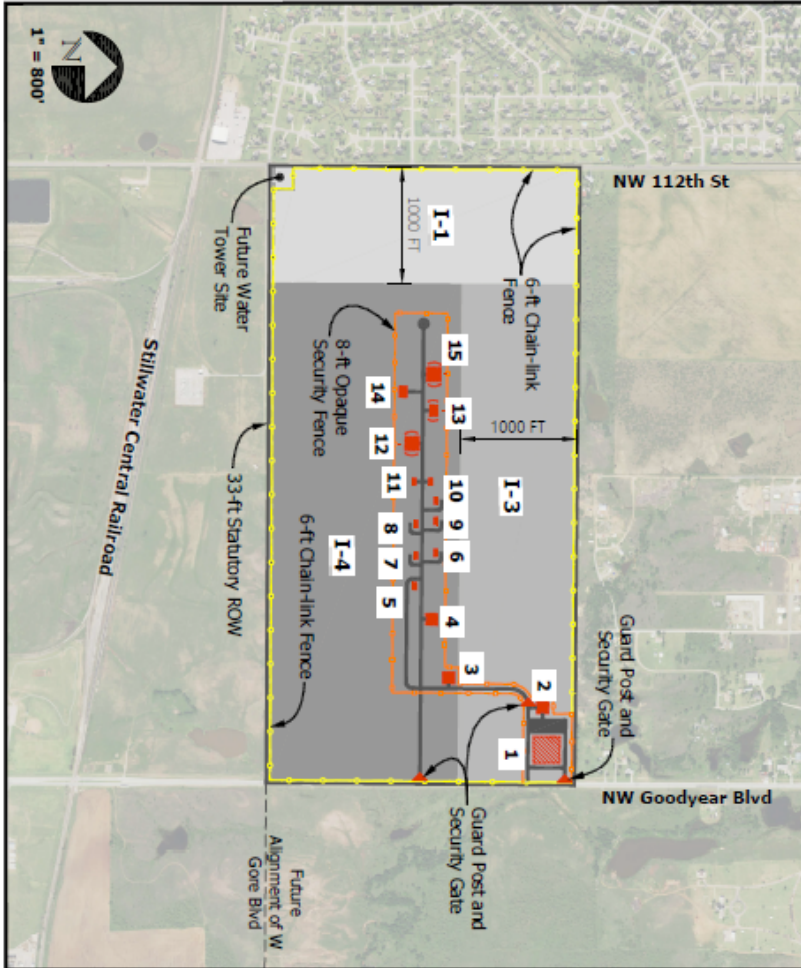 N
1" = 800'
NW 112th St
I-1
1000 FT
6-ft Chain-link
Fence
Future Water
Tower Site
8-ft Opaque
Security Fence
15
14
13
12
11
10
9
8
7
6
5
4
3
2
1
1000 FT
I-3
I-4
Stillwater Central Railroad
33-ft Statutory ROW
6-ft Chain-link Fence
Guard Post and
Security Gate
NW Goodyear Blvd
Guard Post and
Security Gate
Future
Alignment of W
Gore Blvd